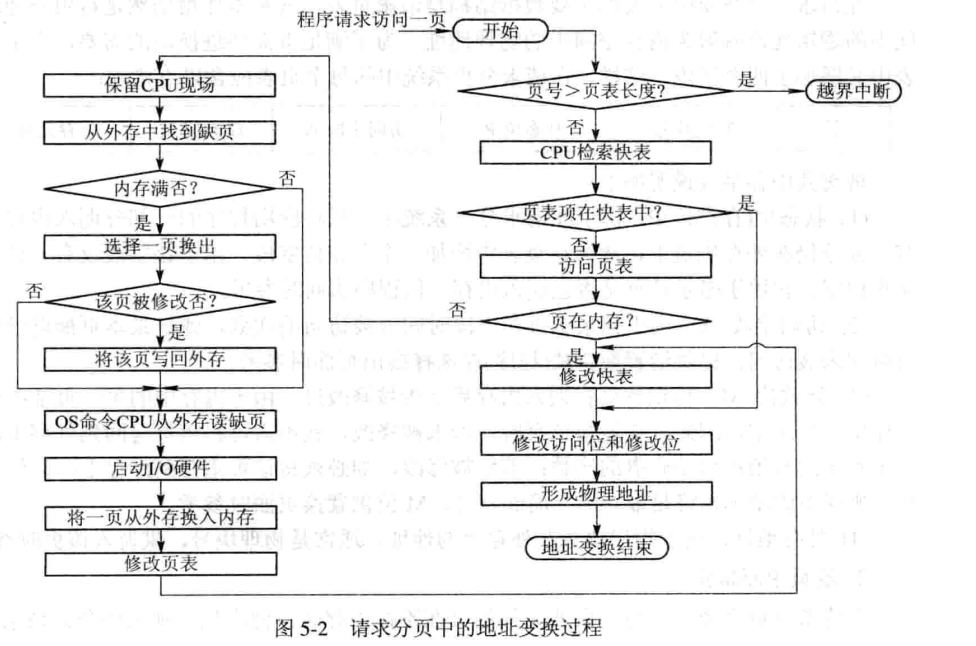 程序请求访问一页
开始
页号＞页表长度？
是
越界中断
否
CPU检索快表
页表项在快表中？
是
否
访问页表
页在内存？
否
是
修改快表
修改访问位和修改位
形成物理地址
地址变换结束
保留CPU现场
从外存中找到缺页
内存满否？
否
是
选择一页换出
该页被修改否？
否
是
将该页写回外存
OS命令CPU从外存读缺页
启动I/O硬件
将一页从外存换入内存
修改页表
图 5-2 请求分页中的地址变换过程